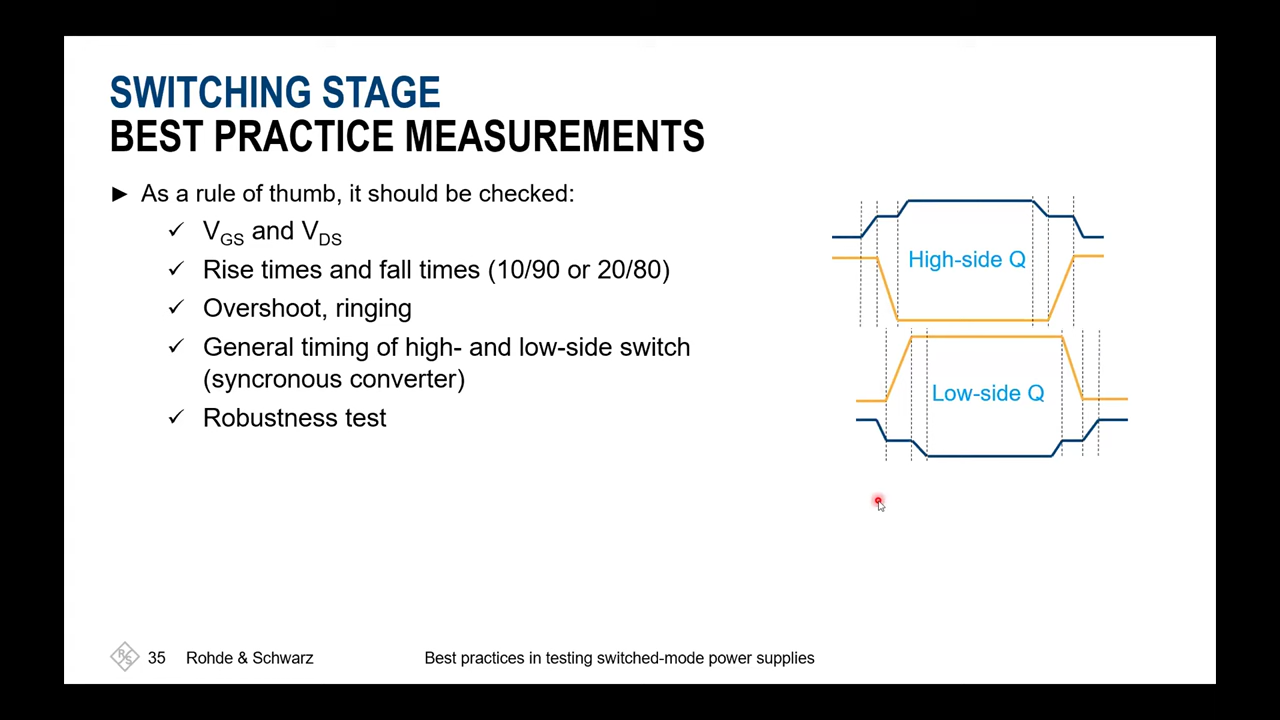 SWITCHING STAGE
BEST PRACTICE MEASUREMENTS
► As a rule of thumb, it should be checked:
✓ VGS and VDS
✓ Rise times and fall times (10/90 or 20/80)
✓ Overshoot, ringing
✓ General timing of high- and low-side switch
(syncronous converter)
✓ Robustness test
High-side Q
Low-side Q
R S
35 Rohde & Schwarz Best practices in testing switched-mode power supplies